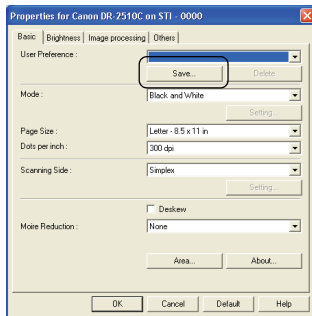 Properties for Canon DR-2510C on STI - 0000
Basic Brightness Image processing Others
User Preference :
Save... Delete
Mode : Black and White
Setting...
Page Size : Letter - 8.5 x 11 in
Dots per inch : 300 dpi
Scanning Side : Simplex
Setting...
Deskew
Moire Reduction : None
Area... About...
OK Cancel Default Help